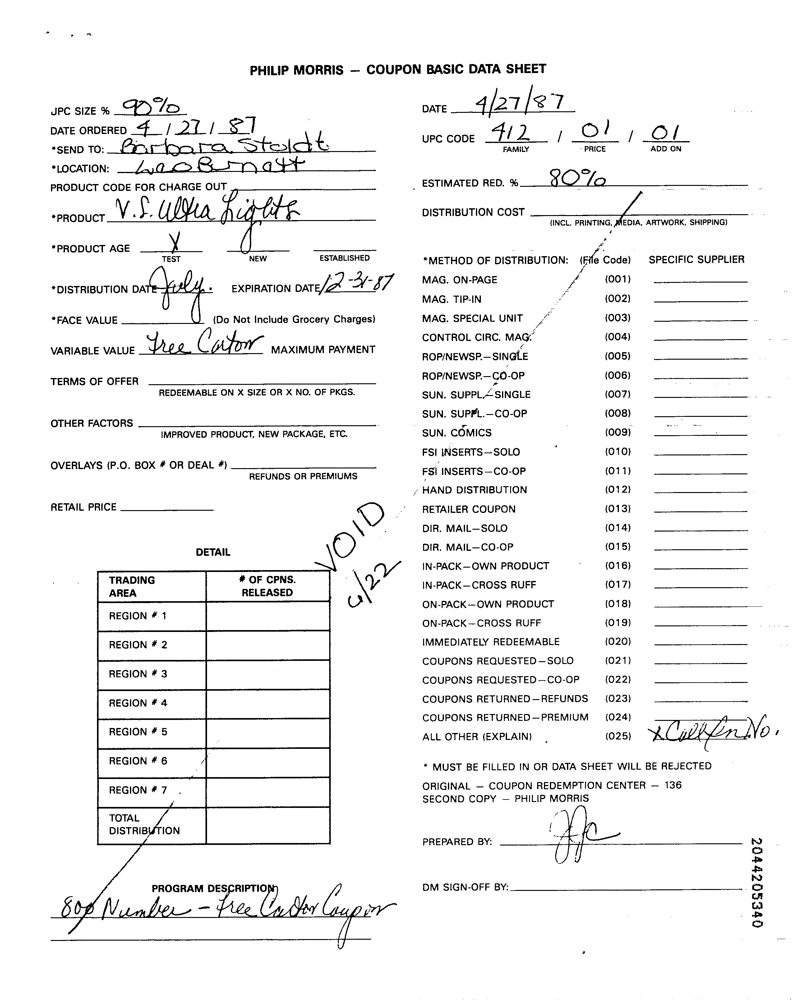 PHILIP MORRIS – COUPON BASIC DATA SHEET
JPC SIZE % 90%
DATE ORDERED 4 / 27 / 87
*SEND TO: Barbara Stoldt
*LOCATION: Leo Burnatt
PRODUCT CODE FOR CHARGE OUT
*PRODUCT V.S. Ultra Lights
*PRODUCT AGE X
TEST NEW ESTABLISHED
*DISTRIBUTION DATE July. EXPIRATION DATE 12-31-87
*FACE VALUE (Do Not Include Grocery Charges)
VARIABLE VALUE Free Carton MAXIMUM PAYMENT
TERMS OF OFFER
REDEEMABLE ON X SIZE OR X NO. OF PKGS.
OTHER FACTORS
IMPROVED PRODUCT, NEW PACKAGE, ETC.
OVERLAYS (P.O. BOX # OR DEAL #)
REFUNDS OR PREMIUMS
RETAIL PRICE
VOID
6/22
DETAIL
TRADING AREA # OF CPNS. RELEASED
REGION # 1
REGION # 2
REGION # 3
REGION # 4
REGION # 5
REGION # 6
REGION # 7
TOTAL DISTRIBUTION
PROGRAM DESCRIPTION
800 Number – Free Carton Coupon
DATE 4/27/87
UPC CODE 412 / 01 / 01
FAMILY PRICE ADD ON
ESTIMATED RED. % 80%
DISTRIBUTION COST
(INCL. PRINTING, MEDIA, ARTWORK, SHIPPING)
*METHOD OF DISTRIBUTION: (File Code) SPECIFIC SUPPLIER
MAG. ON-PAGE (001)
MAG. TIP-IN (002)
MAG. SPECIAL UNIT (003)
CONTROL CIRC. MAG. (004)
ROP/NEWSP.–SINGLE (005)
ROP/NEWSP.–CO-OP (006)
SUN. SUPPL.–SINGLE (007)
SUN. SUPPL.–CO-OP (008)
SUN. COMICS (009)
FSI INSERTS–SOLO (010)
FSI INSERTS–CO-OP (011)
HAND DISTRIBUTION (012)
RETAILER COUPON (013)
DIR. MAIL–SOLO (014)
DIR. MAIL–CO-OP (015)
IN-PACK–OWN PRODUCT (016)
IN-PACK–CROSS RUFF (017)
ON-PACK–OWN PRODUCT (018)
ON-PACK–CROSS RUFF (019)
IMMEDIATELY REDEEMABLE (020)
COUPONS REQUESTED–SOLO (021)
COUPONS REQUESTED–CO-OP (022)
COUPONS RETURNED–REFUNDS (023)
COUPONS RETURNED–PREMIUM (024)
ALL OTHER (EXPLAIN) (025) X Call In No.
* MUST BE FILLED IN OR DATA SHEET WILL BE REJECTED
ORIGINAL – COUPON REDEMPTION CENTER – 136
SECOND COPY – PHILIP MORRIS
PREPARED BY:
DM SIGN-OFF BY:
2044205340